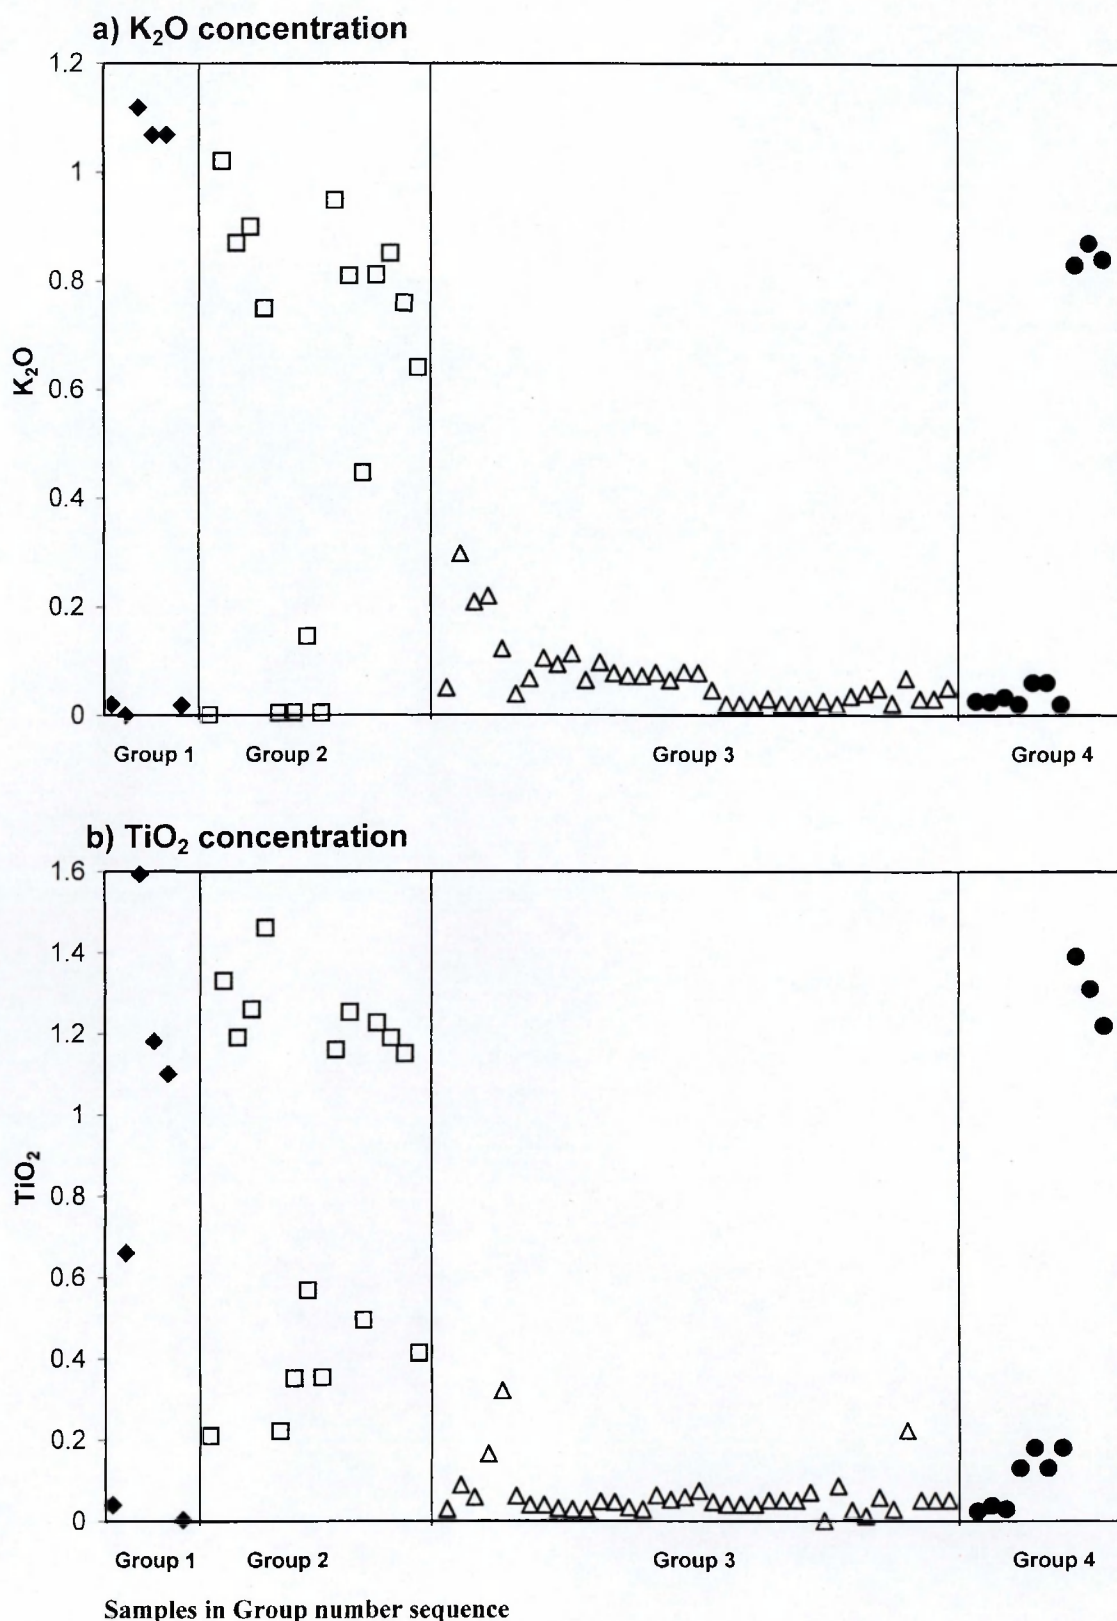 a) K₂O concentration
1.2
1
0.8
K₂O
0.6
0.4
0.2
0
Group 1 Group 2 Group 3 Group 4
b) TiO₂ concentration
1.6
1.4
1.2
1
TiO₂
0.8
0.6
0.4
0.2
0
Group 1 Group 2 Group 3 Group 4
Samples in Group number sequence